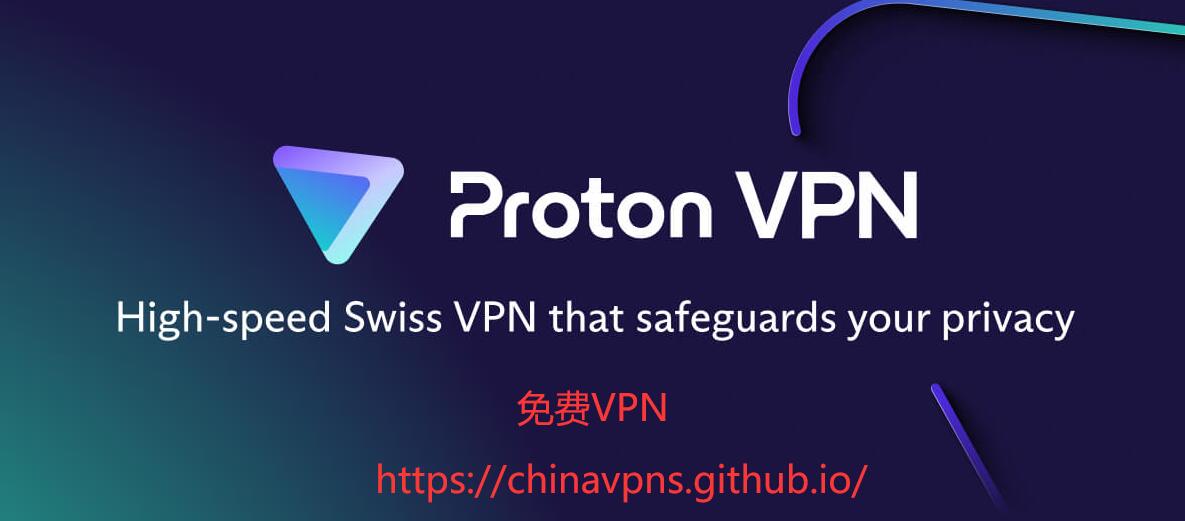 Proton VPN
High-speed Swiss VPN that safeguards your privacy
免费VPN
https://chinavpns.github.io/